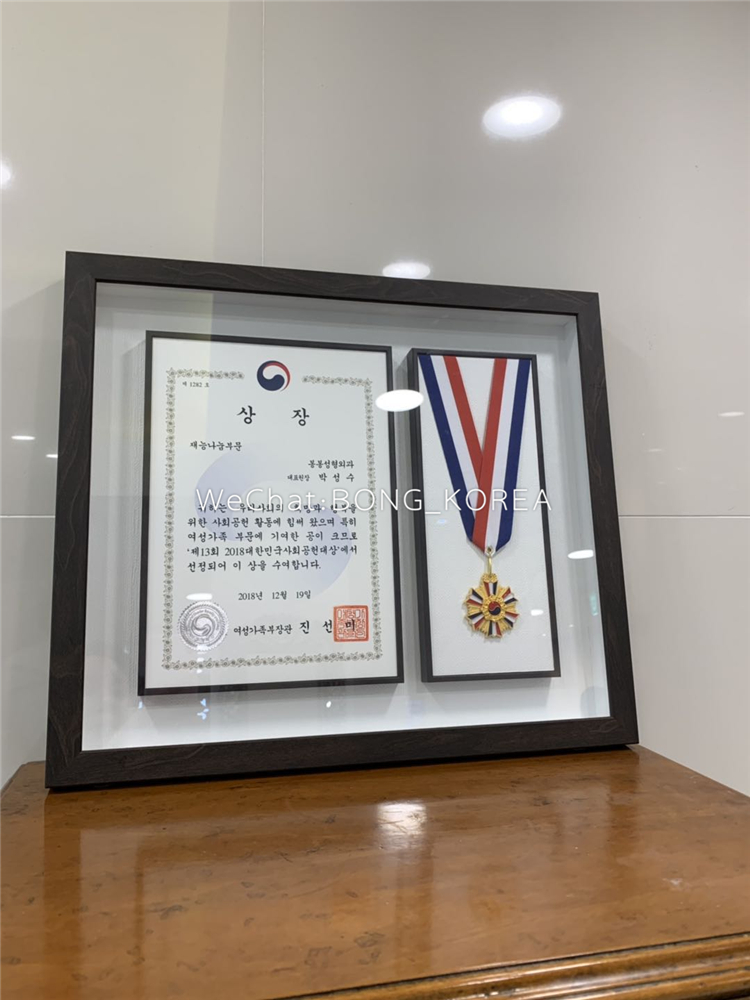 제 1282 호
상 장
재능나눔부문
봉봉성형외과
대표원장 박성수
WeChat:BONG_KOREA
위한 사회공헌 활동에 힘써 왔으며 특히
여성가족 부문에 기여한 공이 크므로
‘제13회 2018대한민국사회공헌대상’에서
선정되어 이 상을 수여합니다.
2018년 12월 19일
여성가족부장관 진 선 미